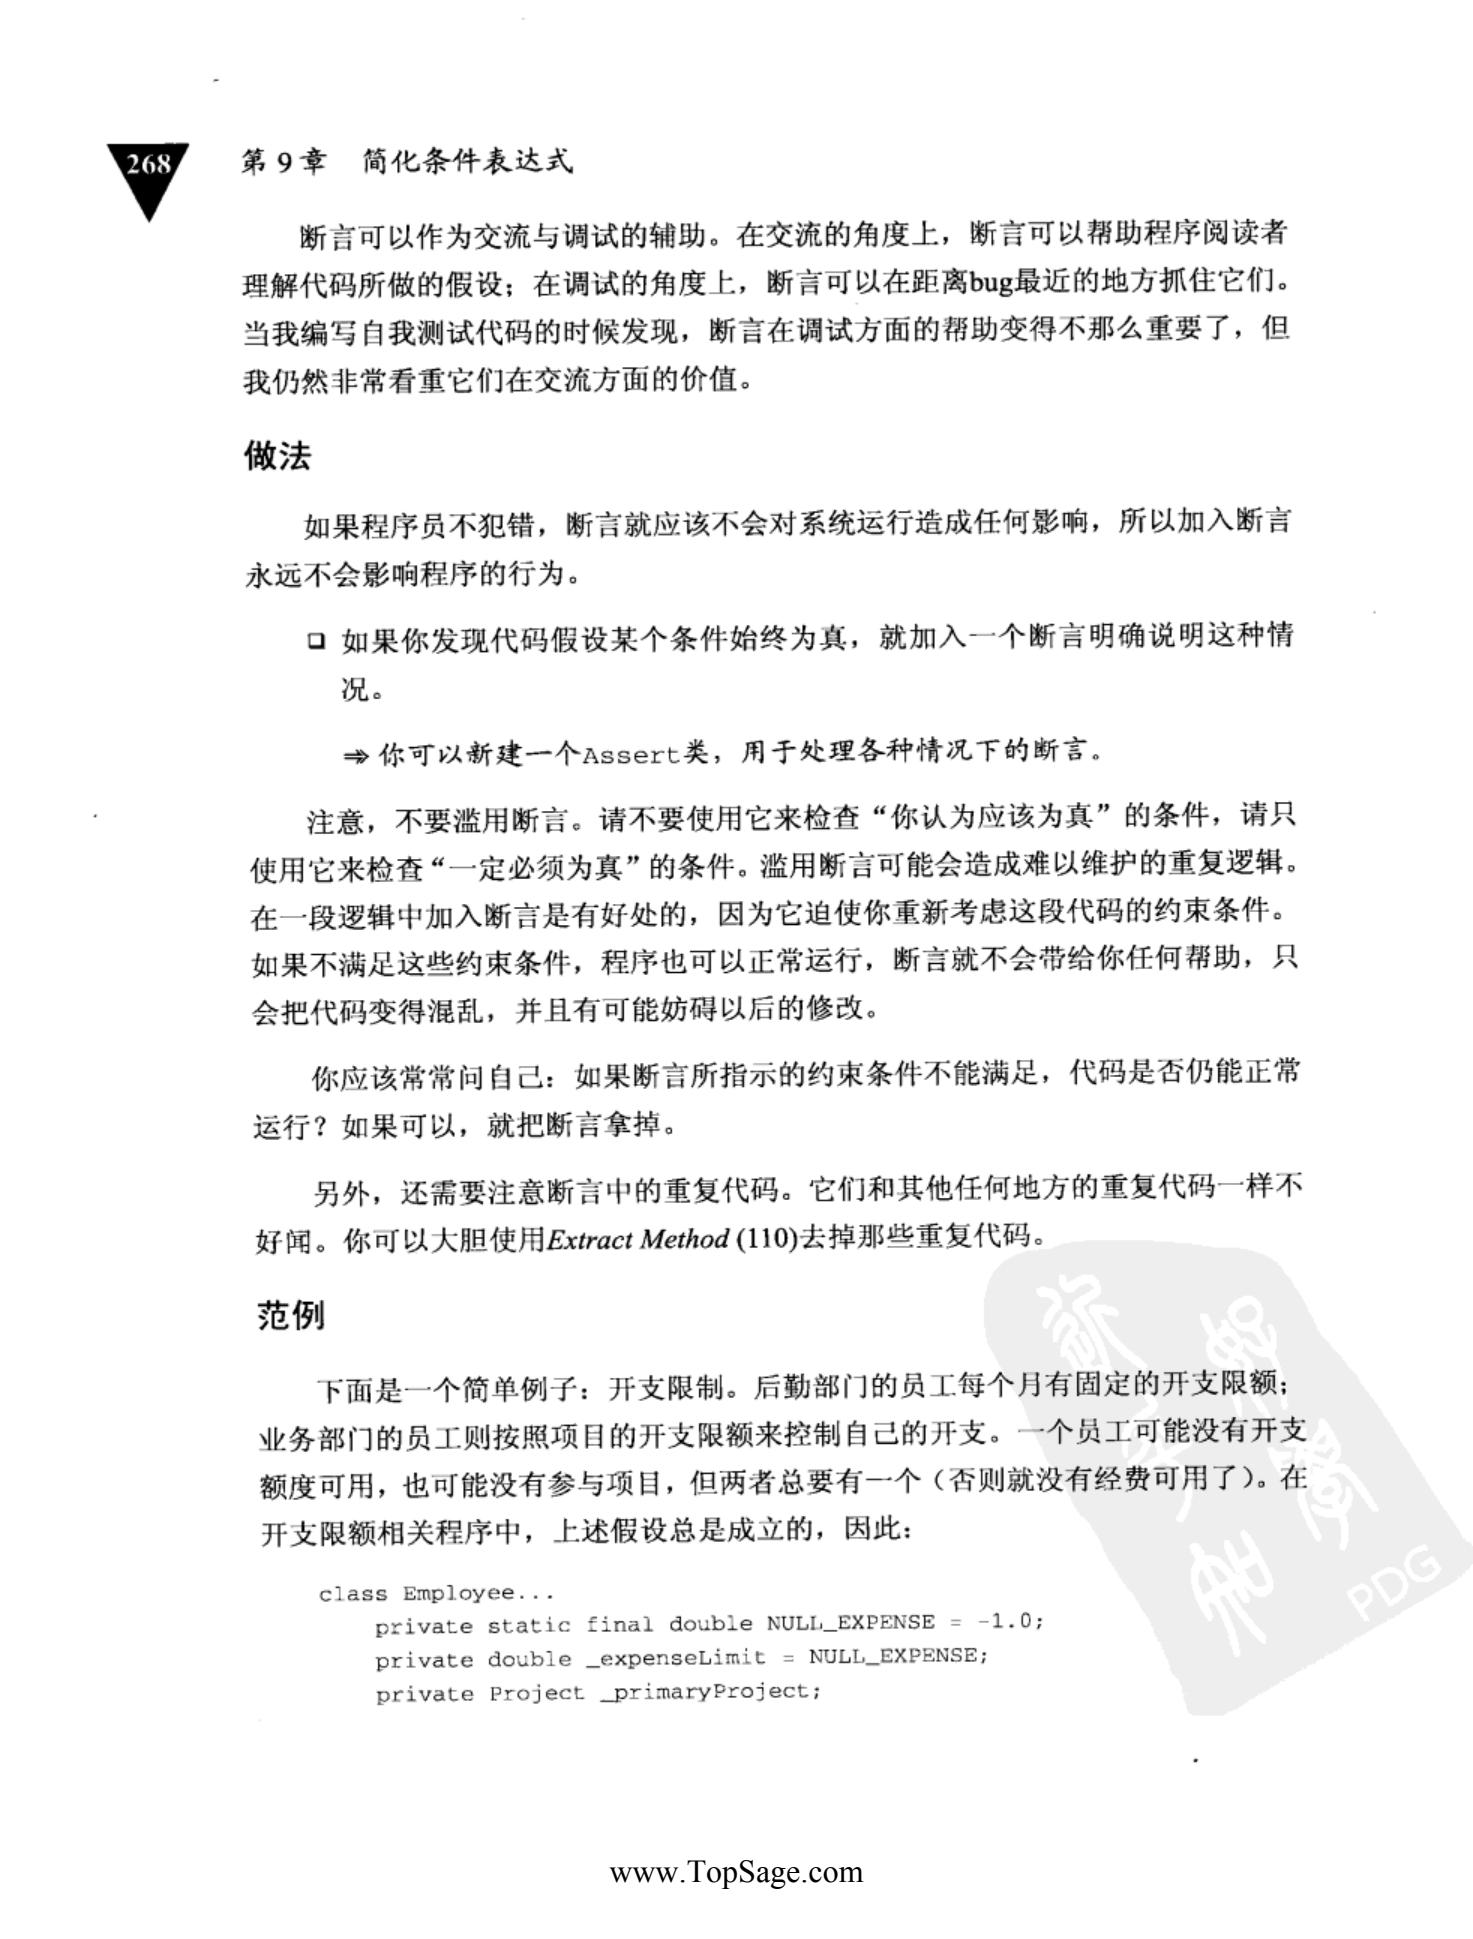 268
第 9 章 简化条件表达式
断言可以作为交流与调试的辅助。在交流的角度上，断言可以帮助程序阅读者
理解代码所做的假设；在调试的角度上，断言可以在距离bug最近的地方抓住它们。
当我编写自我测试代码的时候发现，断言在调试方面的帮助变得不那么重要了，但
我仍然非常看重它们在交流方面的价值。
做法
如果程序员不犯错，断言就应该不会对系统运行造成任何影响，所以加入断言
永远不会影响程序的行为。
❑ 如果你发现代码假设某个条件始终为真，就加入一个断言明确说明这种情
况。
⇒ 你可以新建一个Assert类，用于处理各种情况下的断言。
注意，不要滥用断言。请不要使用它来检查“你认为应该为真”的条件，请只
使用它来检查“一定必须为真”的条件。滥用断言可能会造成难以维护的重复逻辑。
在一段逻辑中加入断言是有好处的，因为它迫使你重新考虑这段代码的约束条件。
如果不满足这些约束条件，程序也可以正常运行，断言就不会带给你任何帮助，只
会把代码变得混乱，并且有可能妨碍以后的修改。
你应该常常问自己：如果断言所指示的约束条件不能满足，代码是否仍能正常
运行？如果可以，就把断言拿掉。
另外，还需要注意断言中的重复代码。它们和其他任何地方的重复代码一样不
好闻。你可以大胆使用Extract Method (110)去掉那些重复代码。
范例
下面是一个简单例子：开支限制。后勤部门的员工每个月有固定的开支限额；
业务部门的员工则按照项目的开支限额来控制自己的开支。一个员工可能没有开支
额度可用，也可能没有参与项目，但两者总要有一个（否则就没有经费可用了）。在
开支限额相关程序中，上述假设总是成立的，因此：
class Employee...
private static final double NULL_EXPENSE = -1.0;
private double _expenseLimit = NULL_EXPENSE;
private Project _primaryProject;
PDG
www.TopSage.com